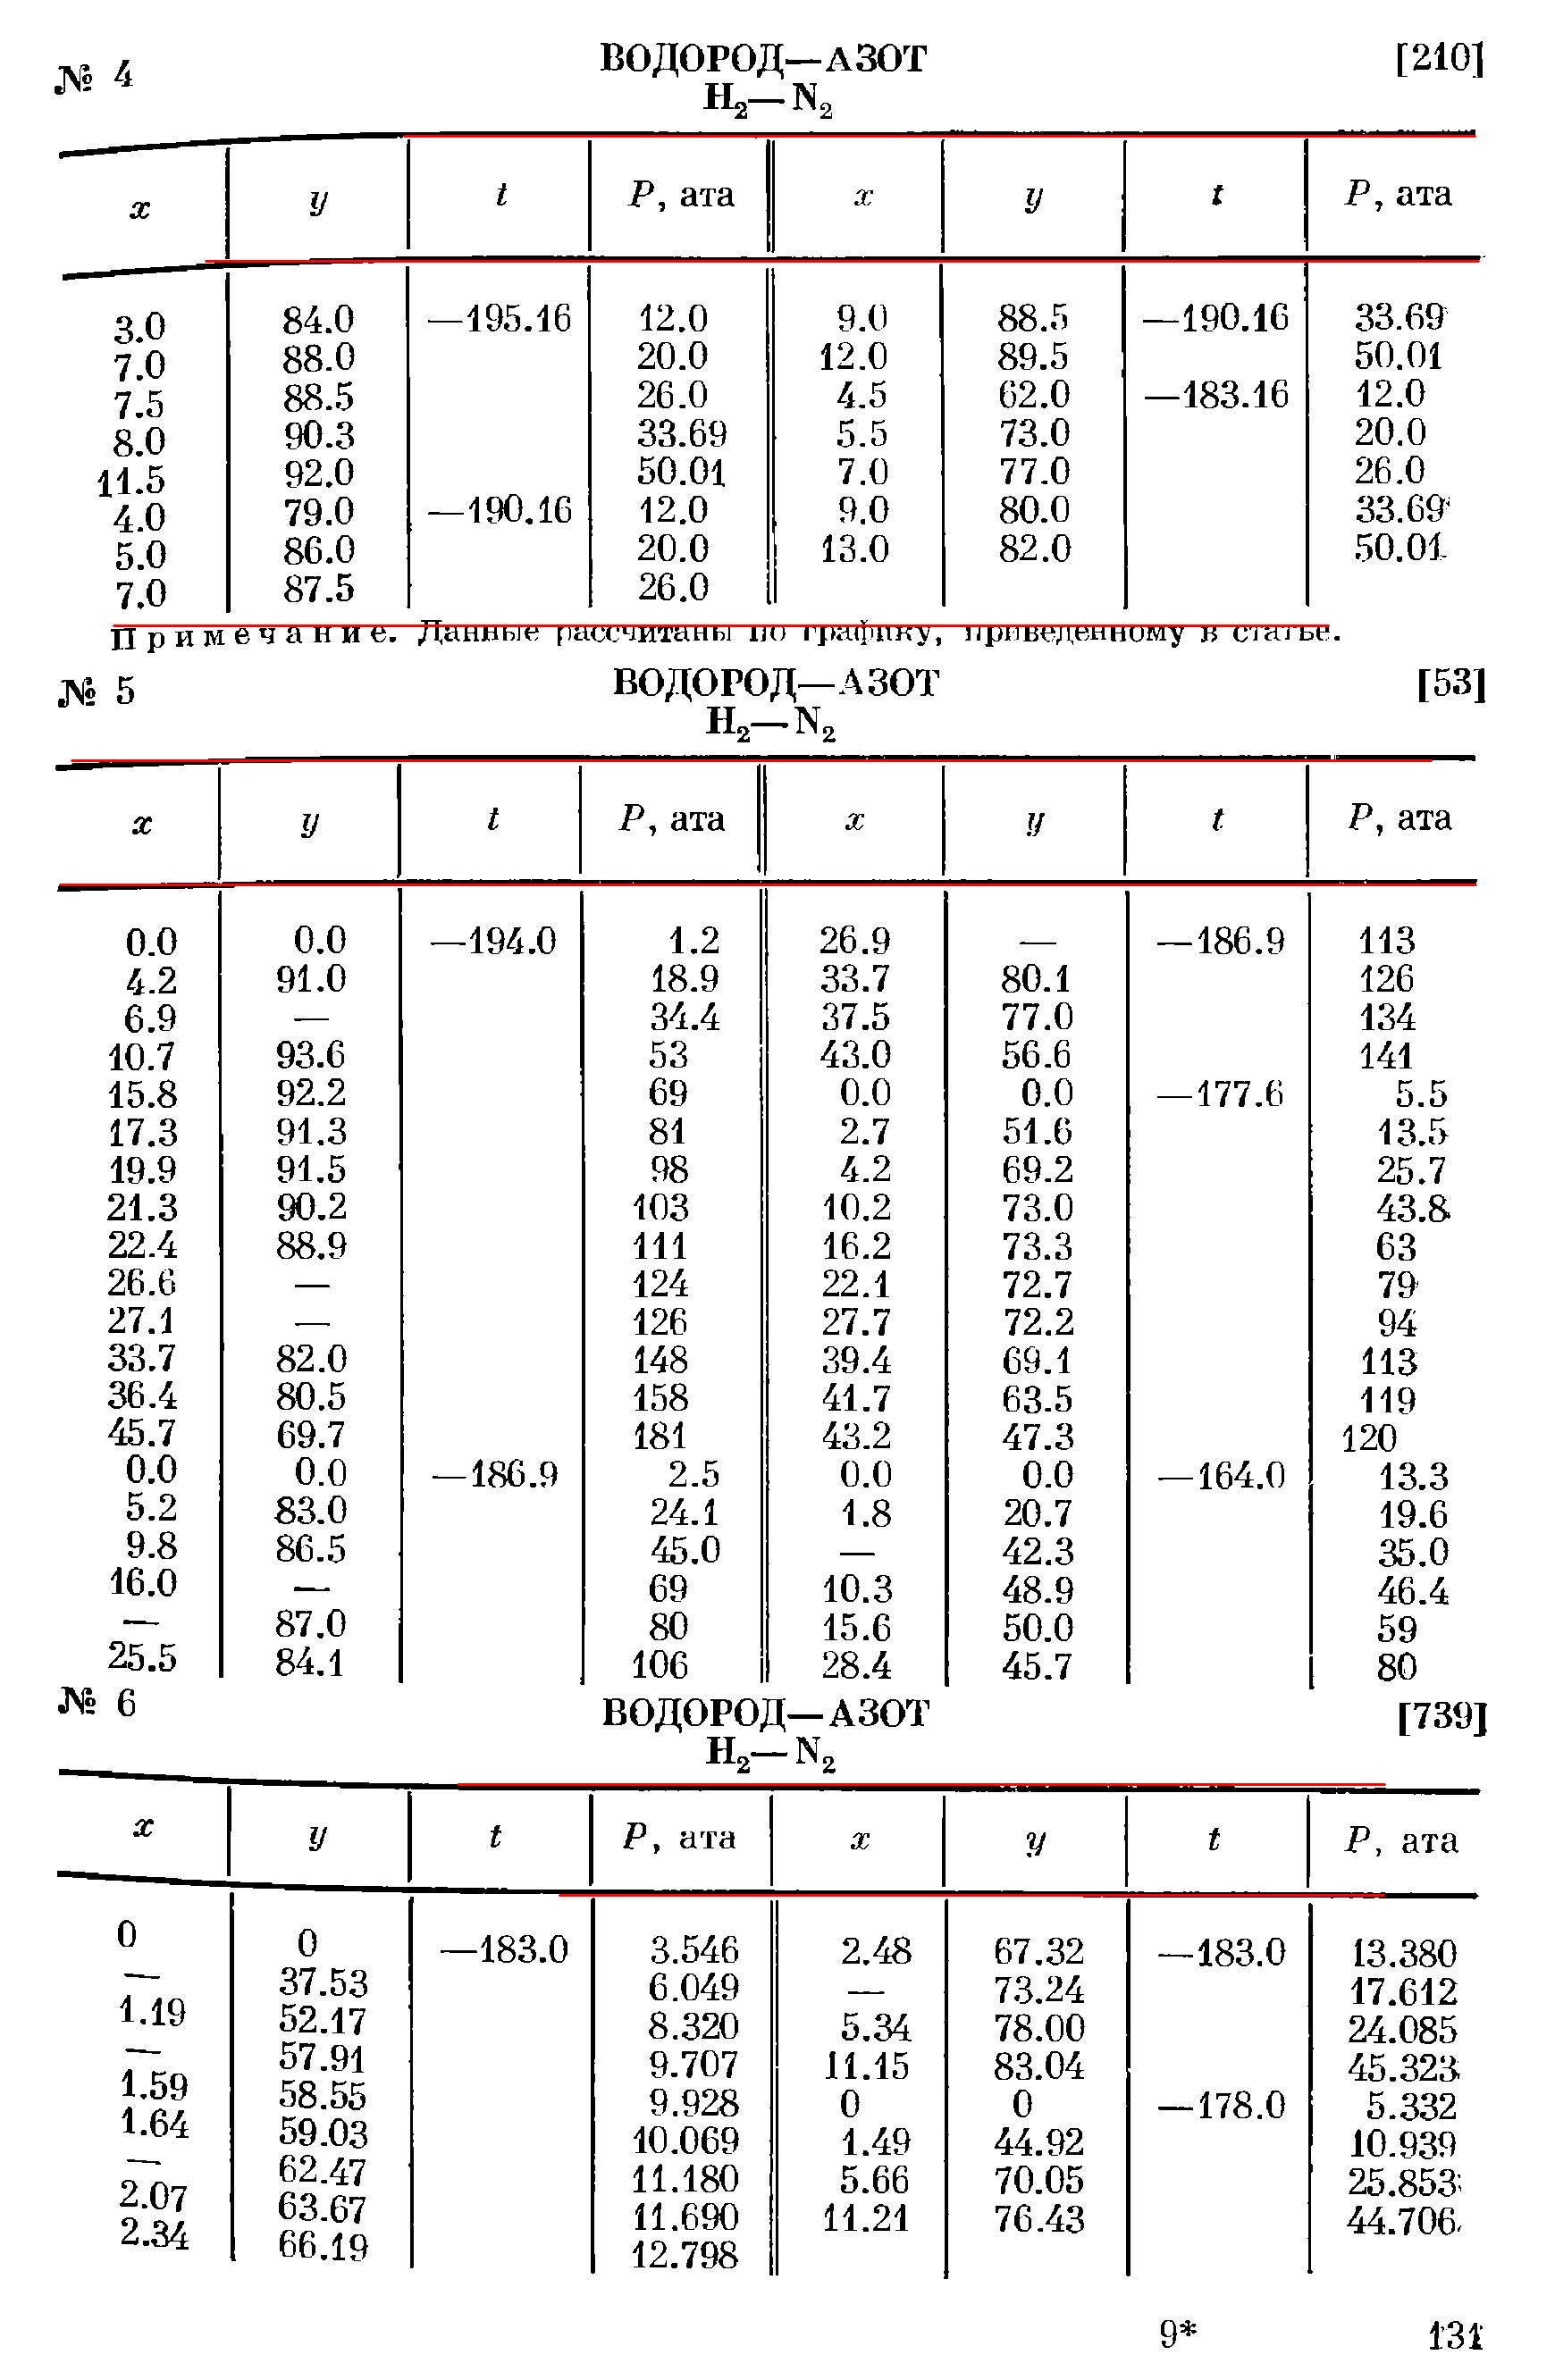 № 4 ВОДОРОД—АЗОТ [210]
H₂—N₂
x y t P, ата x y t P, ата
3.0 84.0 —195.16 12.0 9.0 88.5 —190.16 33.69
7.0 88.0 20.0 12.0 89.5 50.01
7.5 88.5 26.0 4.5 62.0 —183.16 12.0
8.0 90.3 33.69 5.5 73.0 20.0
11.5 92.0 50.01 7.0 77.0 26.0
4.0 79.0 —190.16 12.0 9.0 80.0 33.69
5.0 86.0 20.0 13.0 82.0 50.01
7.0 87.5 26.0
Примечание. Данные рассчитаны по графику, приведенному в статье.
№ 5 ВОДОРОД—АЗОТ [53]
H₂—N₂
x y t P, ата x y t P, ата
0.0 0.0 —194.0 1.2 26.9 — —186.9 113
4.2 91.0 18.9 33.7 80.1 126
6.9 — 34.4 37.5 77.0 134
10.7 93.6 53 43.0 56.6 141
15.8 92.2 69 0.0 0.0 —177.6 5.5
17.3 91.3 81 2.7 51.6 13.5
19.9 91.5 98 4.2 69.2 25.7
21.3 90.2 103 10.2 73.0 43.8
22.4 88.9 111 16.2 73.3 63
26.6 — 124 22.1 72.7 79
27.1 — 126 27.7 72.2 94
33.7 82.0 148 39.4 69.1 113
36.4 80.5 158 41.7 63.5 119
45.7 69.7 181 43.2 47.3 120
0.0 0.0 —186.9 2.5 0.0 0.0 —164.0 13.3
5.2 83.0 24.1 1.8 20.7 19.6
9.8 86.5 45.0 — 42.3 35.0
16.0 — 69 10.3 48.9 46.4
— 87.0 80 15.6 50.0 59
25.5 84.1 106 28.4 45.7 80
№ 6 ВОДОРОД—АЗОТ [739]
H₂—N₂
x y t P, ата x y t P, ата
0 0 —183.0 3.546 2.48 67.32 —183.0 13.380
— 37.53 6.049 — 73.24 17.612
1.19 52.17 8.320 5.34 78.00 24.085
— 57.91 9.707 11.15 83.04 45.323
1.59 58.55 9.928 0 0 —178.0 5.332
1.64 59.03 10.069 1.49 44.92 10.939
— 62.47 11.180 5.66 70.05 25.853
2.07 63.67 11.690 11.21 76.43 44.706
2.34 66.19 12.798
9* 131